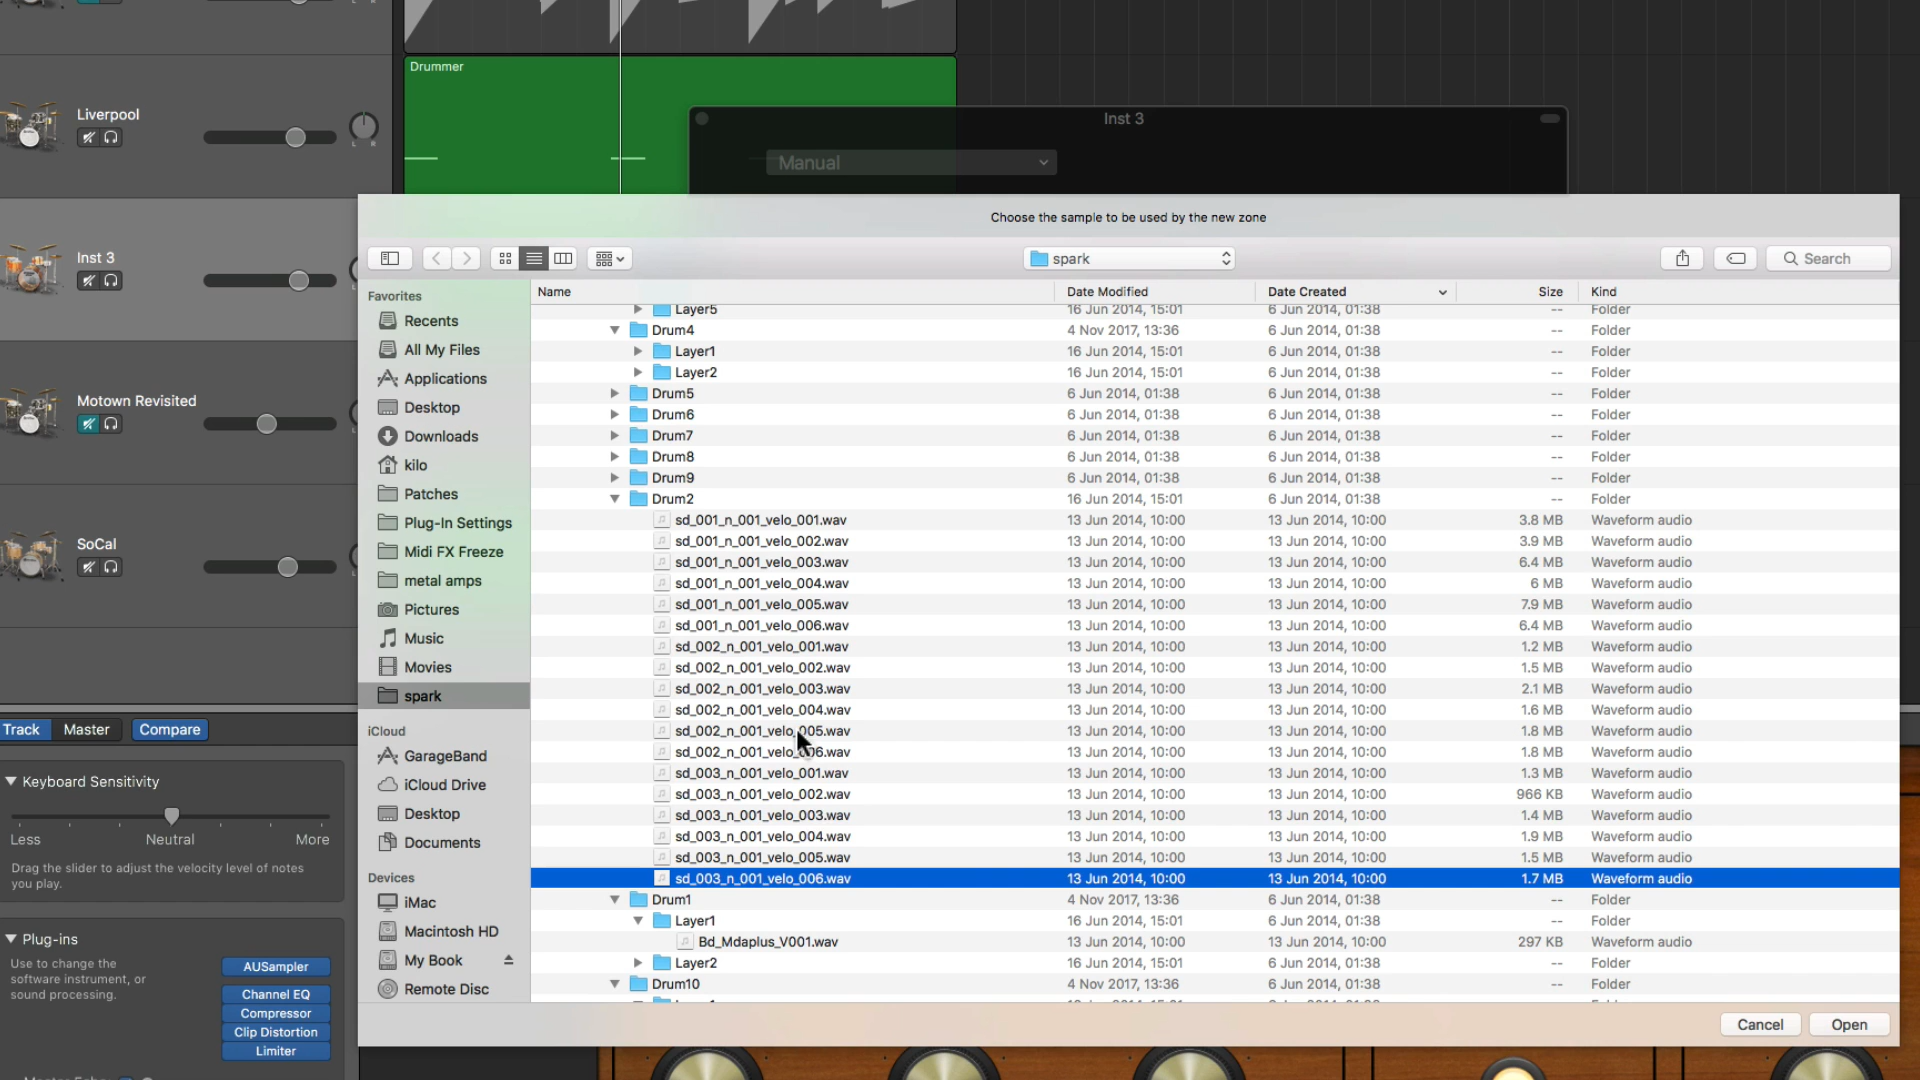 Drummer
Liverpool
L R
Inst 3
Manual
Inst 3
Motown Revisited
SoCal
Choose the sample to be used by the new zone
spark
Search
Favorites
Recents
All My Files
Applications
Desktop
Downloads
kilo
Patches
Plug-In Settings
Midi FX Freeze
metal amps
Pictures
Music
Movies
spark
iCloud
GarageBand
iCloud Drive
Desktop
Documents
Devices
iMac
Macintosh HD
My Book
Remote Disc
Name Date Modified Date Created Size Kind
Layer5 16 Jun 2014, 15:01 6 Jun 2014, 01:38 -- Folder
Drum4 4 Nov 2017, 13:36 6 Jun 2014, 01:38 -- Folder
Layer1 16 Jun 2014, 15:01 6 Jun 2014, 01:38 -- Folder
Layer2 16 Jun 2014, 15:01 6 Jun 2014, 01:38 -- Folder
Drum5 6 Jun 2014, 01:38 6 Jun 2014, 01:38 -- Folder
Drum6 6 Jun 2014, 01:38 6 Jun 2014, 01:38 -- Folder
Drum7 6 Jun 2014, 01:38 6 Jun 2014, 01:38 -- Folder
Drum8 6 Jun 2014, 01:38 6 Jun 2014, 01:38 -- Folder
Drum9 6 Jun 2014, 01:38 6 Jun 2014, 01:38 -- Folder
Drum2 16 Jun 2014, 15:01 6 Jun 2014, 01:38 -- Folder
sd_001_n_001_velo_001.wav 13 Jun 2014, 10:00 13 Jun 2014, 10:00 3.8 MB Waveform audio
sd_001_n_001_velo_002.wav 13 Jun 2014, 10:00 13 Jun 2014, 10:00 3.9 MB Waveform audio
sd_001_n_001_velo_003.wav 13 Jun 2014, 10:00 13 Jun 2014, 10:00 6.4 MB Waveform audio
sd_001_n_001_velo_004.wav 13 Jun 2014, 10:00 13 Jun 2014, 10:00 6 MB Waveform audio
sd_001_n_001_velo_005.wav 13 Jun 2014, 10:00 13 Jun 2014, 10:00 7.9 MB Waveform audio
sd_001_n_001_velo_006.wav 13 Jun 2014, 10:00 13 Jun 2014, 10:00 6.4 MB Waveform audio
sd_002_n_001_velo_001.wav 13 Jun 2014, 10:00 13 Jun 2014, 10:00 1.2 MB Waveform audio
sd_002_n_001_velo_002.wav 13 Jun 2014, 10:00 13 Jun 2014, 10:00 1.5 MB Waveform audio
sd_002_n_001_velo_003.wav 13 Jun 2014, 10:00 13 Jun 2014, 10:00 2.1 MB Waveform audio
sd_002_n_001_velo_004.wav 13 Jun 2014, 10:00 13 Jun 2014, 10:00 1.6 MB Waveform audio
sd_002_n_001_velo_005.wav 13 Jun 2014, 10:00 13 Jun 2014, 10:00 1.8 MB Waveform audio
sd_002_n_001_velo_006.wav 13 Jun 2014, 10:00 13 Jun 2014, 10:00 1.8 MB Waveform audio
sd_003_n_001_velo_001.wav 13 Jun 2014, 10:00 13 Jun 2014, 10:00 1.3 MB Waveform audio
sd_003_n_001_velo_002.wav 13 Jun 2014, 10:00 13 Jun 2014, 10:00 966 KB Waveform audio
sd_003_n_001_velo_003.wav 13 Jun 2014, 10:00 13 Jun 2014, 10:00 1.4 MB Waveform audio
sd_003_n_001_velo_004.wav 13 Jun 2014, 10:00 13 Jun 2014, 10:00 1.9 MB Waveform audio
sd_003_n_001_velo_005.wav 13 Jun 2014, 10:00 13 Jun 2014, 10:00 1.5 MB Waveform audio
sd_003_n_001_velo_006.wav 13 Jun 2014, 10:00 13 Jun 2014, 10:00 1.7 MB Waveform audio
Drum1 4 Nov 2017, 13:36 6 Jun 2014, 01:38 -- Folder
Layer1 16 Jun 2014, 15:01 6 Jun 2014, 01:38 -- Folder
Bd_Mdaplus_V001.wav 13 Jun 2014, 10:00 13 Jun 2014, 10:00 297 KB Waveform audio
Layer2 16 Jun 2014, 15:01 6 Jun 2014, 01:38 -- Folder
Drum10 4 Nov 2017, 13:36 6 Jun 2014, 01:38 -- Folder
Cancel Open
Track Master Compare
Keyboard Sensitivity
Less Neutral More
Drag the slider to adjust the velocity level of notes
you play.
Plug-ins
Use to change the
software instrument, or
sound processing.
AUSampler
Channel EQ
Compressor
Clip Distortion
Limiter